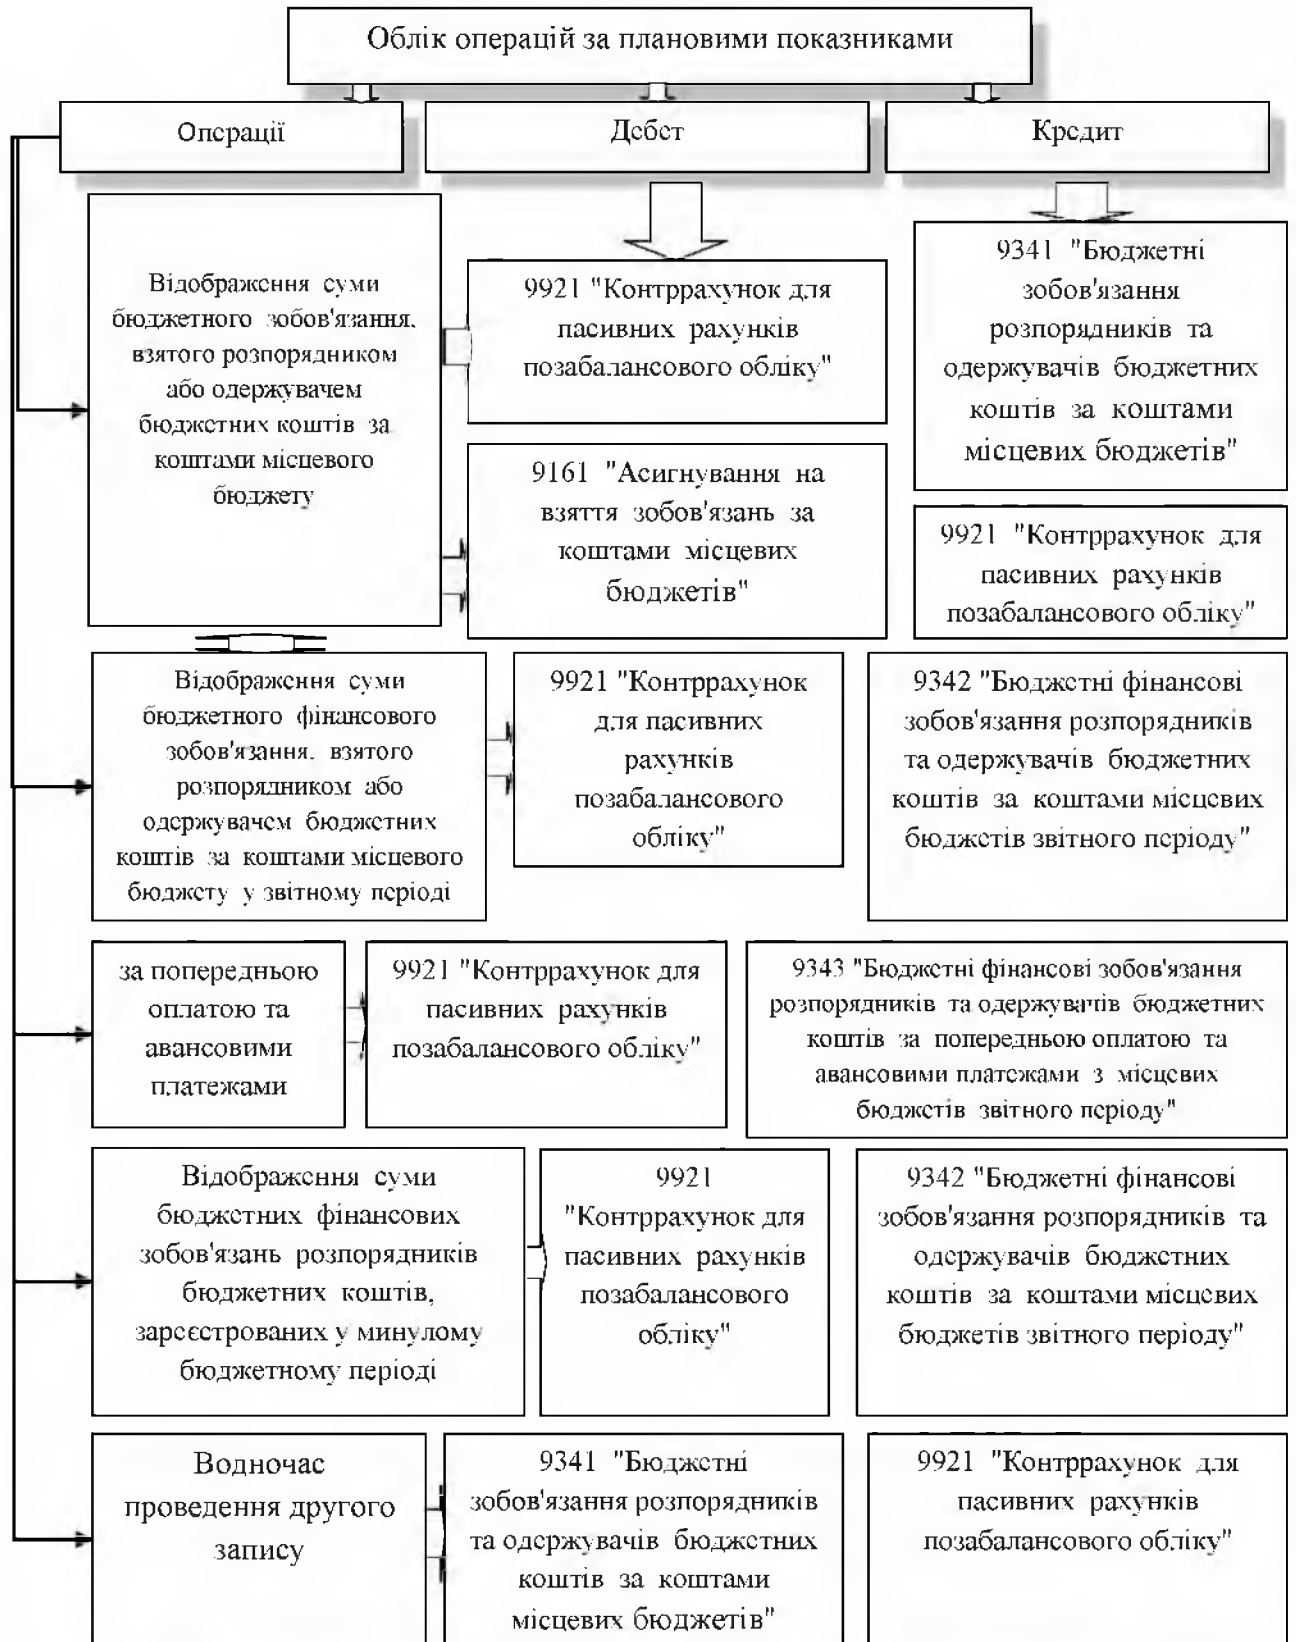 Облік операцій за плановими показниками
Операції
Дебет
Кредит
Відображення суми
бюджетного зобов'язання,
взятого розпорядником
або одержувачем
бюджетних коштів за
коштами місцевого
бюджету
9921 "Контррахунок для
пасивних рахунків
позабалансового обліку"
9341 "Бюджетні
зобов'язання
розпорядників та
одержувачів бюджетних
коштів за коштами
місцевих бюджетів"
9161 "Асигнування на
взяття зобов'язань за
коштами місцевих
бюджетів"
9921 "Контррахунок для
пасивних рахунків
позабалансового обліку"
Відображення суми
бюджетного фінансового
зобов'язання, взятого
розпорядником або
одержувачем бюджетних
коштів за коштами місцевого
бюджету у звітному періоді
9921 "Контррахунок
для пасивних
рахунків
позабалансового
обліку"
9342 "Бюджетні фінансові
зобов'язання розпорядників
та одержувачів бюджетних
коштів за коштами місцевих
бюджетів звітного періоду"
за попередньою
оплатою та
авансовими
платежами
9921 "Контррахунок для
пасивних рахунків
позабалансового обліку"
9343 "Бюджетні фінансові зобов'язання
розпорядників та одержувачів бюджетних
коштів за попередньою оплатою та
авансовими платежами з місцевих
бюджетів звітного періоду"
Відображення суми
бюджетних фінансових
зобов'язань розпорядників
бюджетних коштів,
зареєстрованих у минулому
бюджетному періоді
9921
"Контррахунок для
пасивних рахунків
позабалансового
обліку"
9342 "Бюджетні фінансові
зобов'язання розпорядників та
одержувачів бюджетних
коштів за коштами місцевих
бюджетів звітного періоду"
Водночас
проведення другого
запису
9341 "Бюджетні
зобов'язання розпорядників
та одержувачів бюджетних
коштів за коштами
місцевих бюджетів"
9921 "Контррахунок для
пасивних рахунків
позабалансового обліку"